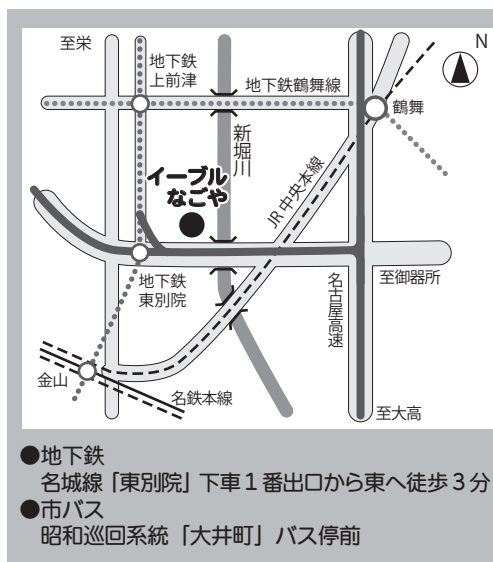 至栄
N
地下鉄
上前津
地下鉄鶴舞線
鶴舞
新堀川
イーブル
なごや
JR中央本線
地下鉄
東別院
至御器所
名古屋高速
金山
名鉄本線
至大高
●地下鉄
名城線「東別院」下車1番出口から東へ徒歩3分
●市バス
昭和巡回系統「大井町」バス停前